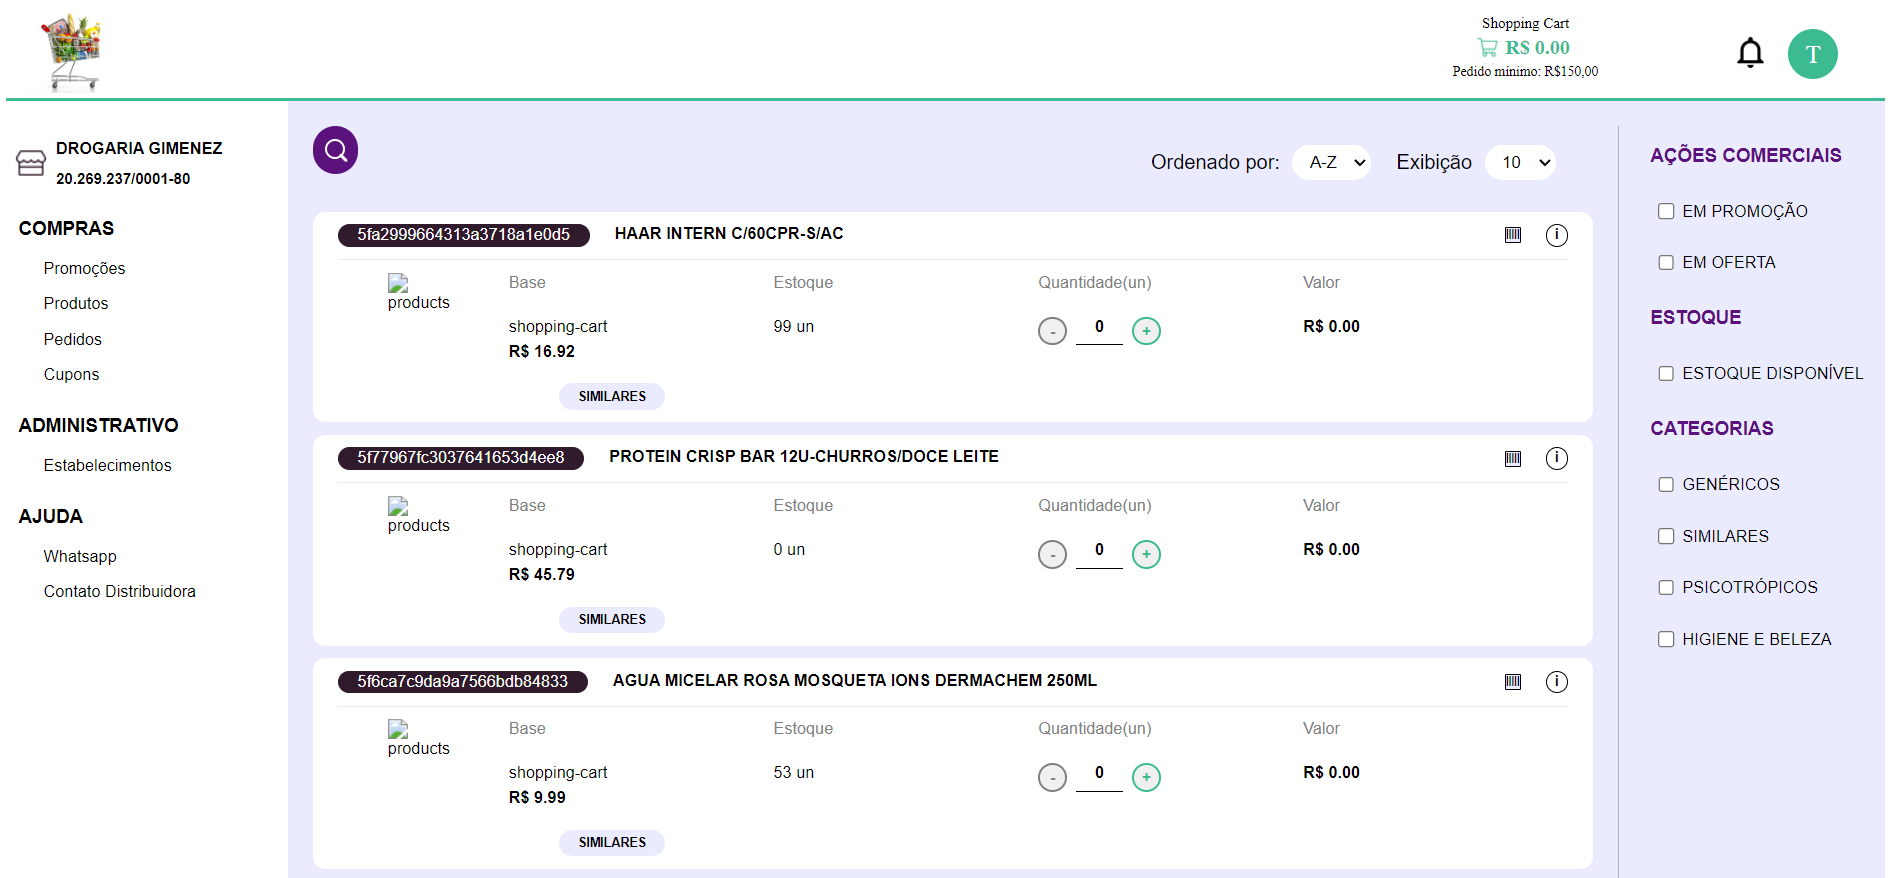 Shopping Cart
R$ 0.00
Pedido mínimo: R$150,00
T
DROGARIA GIMENEZ
20.269.237/0001-80
COMPRAS
Promoções
Produtos
Pedidos
Cupons
ADMINISTRATIVO
Estabelecimentos
AJUDA
Whatsapp
Contato Distribuidora
Ordenado por: A-Z Exibição 10
5fa2999664313a3718a1e0d5 HAAR INTERN C/60CPR-S/AC
products
Base Estoque Quantidade(un) Valor
shopping-cart 99 un - 0 + R$ 0.00
R$ 16.92
SIMILARES
5f77967fc3037641653d4ee8 PROTEIN CRISP BAR 12U-CHURROS/DOCE LEITE
products
Base Estoque Quantidade(un) Valor
shopping-cart 0 un - 0 + R$ 0.00
R$ 45.79
SIMILARES
5f6ca7c9da9a7566bdb84833 AGUA MICELAR ROSA MOSQUETA IONS DERMACHEM 250ML
products
Base Estoque Quantidade(un) Valor
shopping-cart 53 un - 0 + R$ 0.00
R$ 9.99
SIMILARES
AÇÕES COMERCIAIS
EM PROMOÇÃO
EM OFERTA
ESTOQUE
ESTOQUE DISPONÍVEL
CATEGORIAS
GENÉRICOS
SIMILARES
PSICOTRÓPICOS
HIGIENE E BELEZA